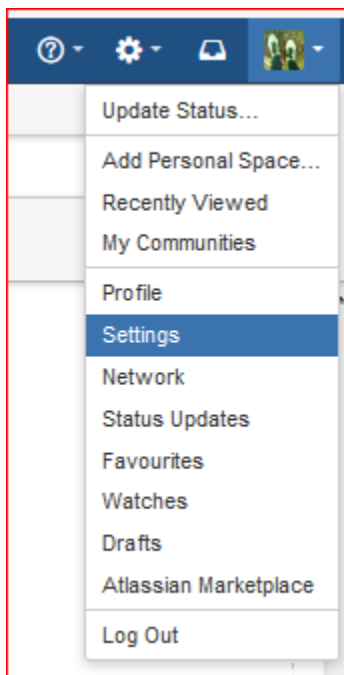 Update Status...
Add Personal Space...
Recently Viewed
My Communities
Profile
Settings
Network
Status Updates
Favourites
Watches
Drafts
Atlassian Marketplace
Log Out